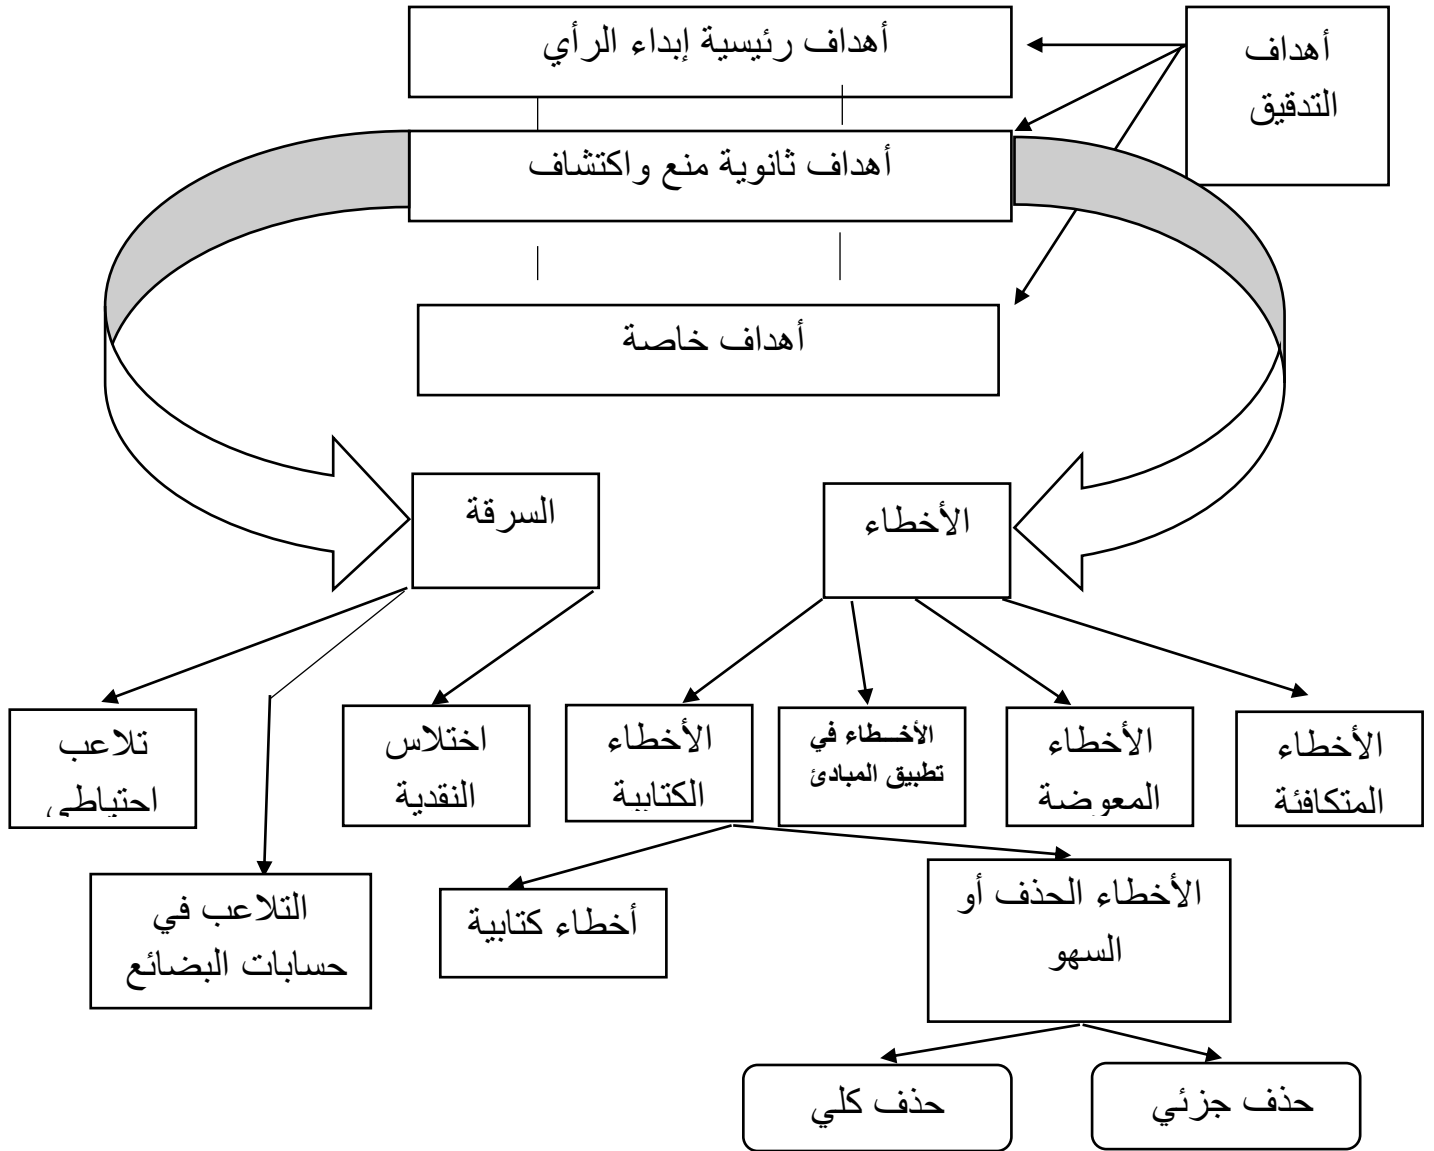 أهداف التدقيق
أهداف رئيسية إبداء الرأي
أهداف ثانوية منع واكتشاف
أهداف خاصة
الأخطاء
السرقة
الأخطاء
المتكافئة
الأخطاء
المعوضة
الأخـطاء في
تطبيق المبادئ
الأخطاء
الكتابية
اختلاس
النقدية
تلاعب
احتياطي
الأخطاء الحذف أو
السهو
أخطاء كتابية
التلاعب في
حسابات البضائع
حذف جزئي
حذف كلي